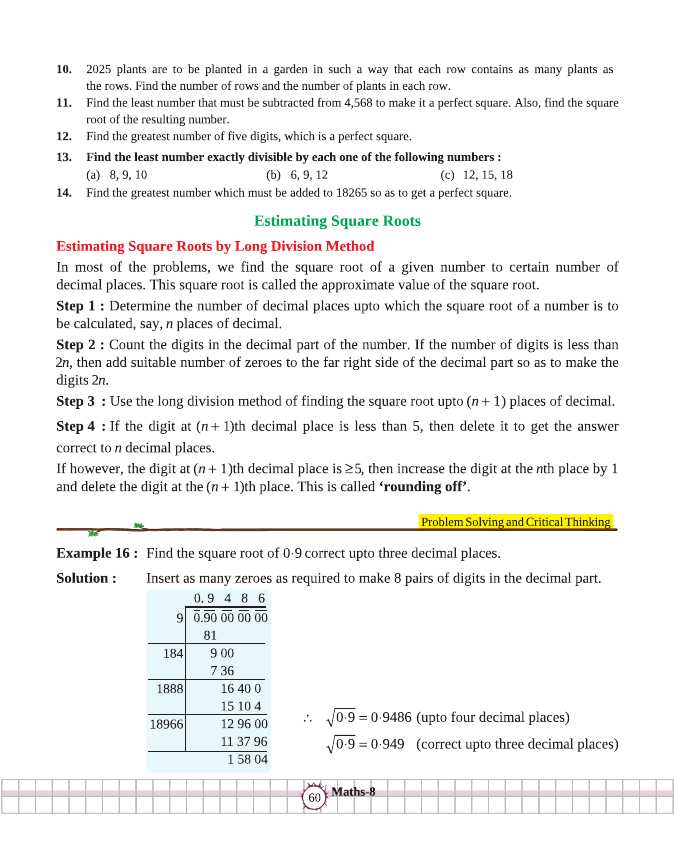 10. 2025 plants are to be planted in a garden in such a way that each row contains as many plants as
the rows. Find the number of rows and the number of plants in each row.
11. Find the least number that must be subtracted from 4,568 to make it a perfect square. Also, find the square
root of the resulting number.
12. Find the greatest number of five digits, which is a perfect square.
13. Find the least number exactly divisible by each one of the following numbers :
(a) 8, 9, 10 (b) 6, 9, 12 (c) 12, 15, 18
14. Find the greatest number which must be added to 18265 so as to get a perfect square.
Estimating Square Roots
Estimating Square Roots by Long Division Method
In most of the problems, we find the square root of a given number to certain number of
decimal places. This square root is called the approximate value of the square root.
Step 1 : Determine the number of decimal places upto which the square root of a number is to
be calculated, say, n places of decimal.
Step 2 : Count the digits in the decimal part of the number. If the number of digits is less than
2n, then add suitable number of zeroes to the far right side of the decimal part so as to make the
digits 2n.
Step 3 : Use the long division method of finding the square root upto (n + 1) places of decimal.
Step 4 : If the digit at (n + 1)th decimal place is less than 5, then delete it to get the answer
correct to n decimal places.
If however, the digit at (n + 1)th decimal place is ≥5, then increase the digit at the nth place by 1
and delete the digit at the (n + 1)th place. This is called ‘rounding off’.
Problem Solving and Critical Thinking
Example 16 : Find the square root of 0·9 correct upto three decimal places.
Solution : Insert as many zeroes as required to make 8 pairs of digits in the decimal part.
0. 9 4 8 6
9 0.90 00 00 00
81
184 9 00
7 36
1888 16 40 0
15 10 4
18966 12 96 00
11 37 96
1 58 04
∴ √0·9 = 0·9486 (upto four decimal places)
√0·9 = 0·949 (correct upto three decimal places)
60 Maths-8